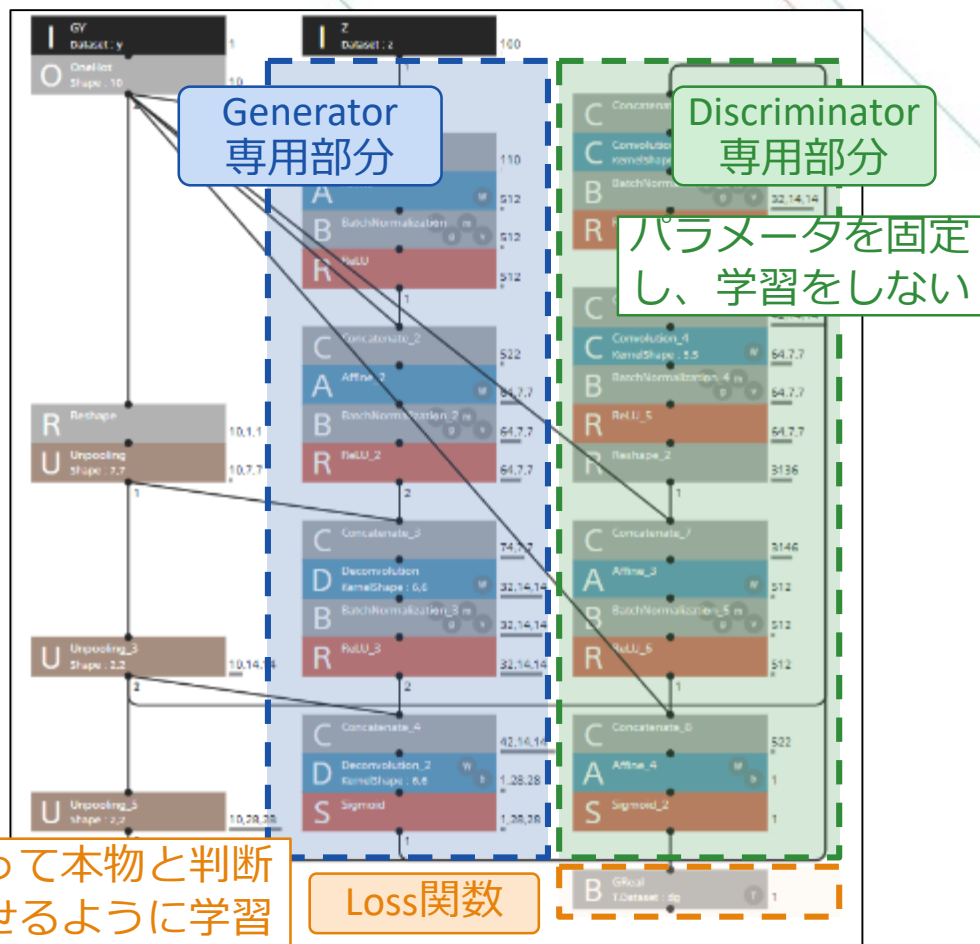 GY
I
Dataset : y
1
O
OneHot
Shape : 10
10
Z
I
Dataset : z
100
1
Generator
専用部分
110
A
512
B
BatchNormalization
512
R
ReLU
512
1
C
Concatenate_2
522
A
Affine_2
64,7,7
B
BatchNormalization_2
64,7,7
R
ReLU_2
64,7,7
2
C
Concatenate_3
74,7,7
D
Deconvolution
KernelShape : 6,6
32,14,14
B
BatchNormalization_3
32,14,14
R
ReLU_3
32,14,14
2
C
Concatenate_4
42,14,14
D
Deconvolution_2
KernelShape : 6,6
1,28,28
S
Sigmoid
1,28,28
1
R
Reshape
10,1,1
U
Unpooling
Shape : 7,7
10,7,7
1
U
Unpooling_3
Shape : 2,2
10,14,14
2
U
Unpooling_5
Shape : 2,2
10,28,28
Discriminator
専用部分
C
Concatenat
C
Convolution
KernelShape
B
BatchNorma
32,14,14
R
パラメータを固定
し、学習をしない
C
C
Convolution_4
KernelShape : 5,5
64,7,7
B
BatchNormalization_4
64,7,7
R
ReLU_5
64,7,7
R
Reshape_2
3136
1
C
Concatenate_7
3146
A
Affine_3
512
B
BatchNormalization_5
512
R
ReLU_6
512
1
C
522
A
Affine_4
1
S
Sigmoid_2
1
B
GReal
T.Dataset : dg
1
って本物と判断
せるように学習
Loss関数